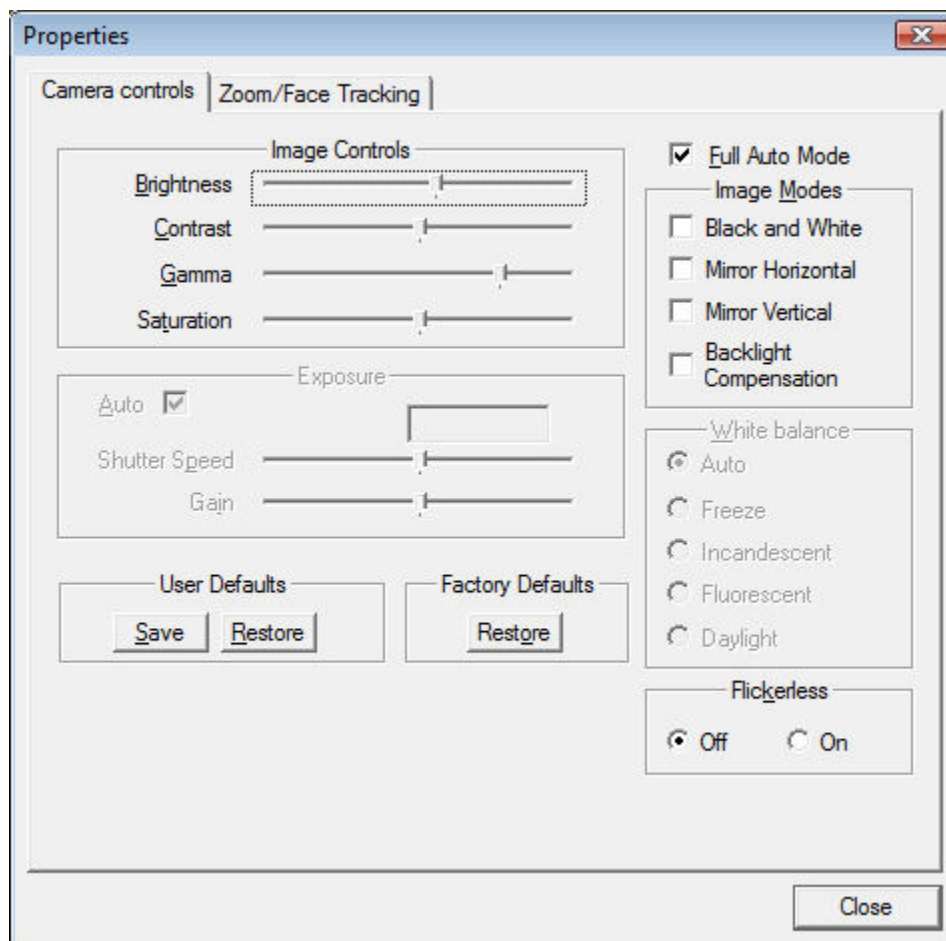 Properties
Camera controls
Zoom/Face Tracking
Image Controls
Brightness
Contrast
Gamma
Saturation
Exposure
Auto
Shutter Speed
Gain
User Defaults
Save
Restore
Factory Defaults
Restore
Full Auto Mode
Image Modes
Black and White
Mirror Horizontal
Mirror Vertical
Backlight
Compensation
White balance
Auto
Freeze
Incandescent
Fluorescent
Daylight
Flickerless
Off
On
Close